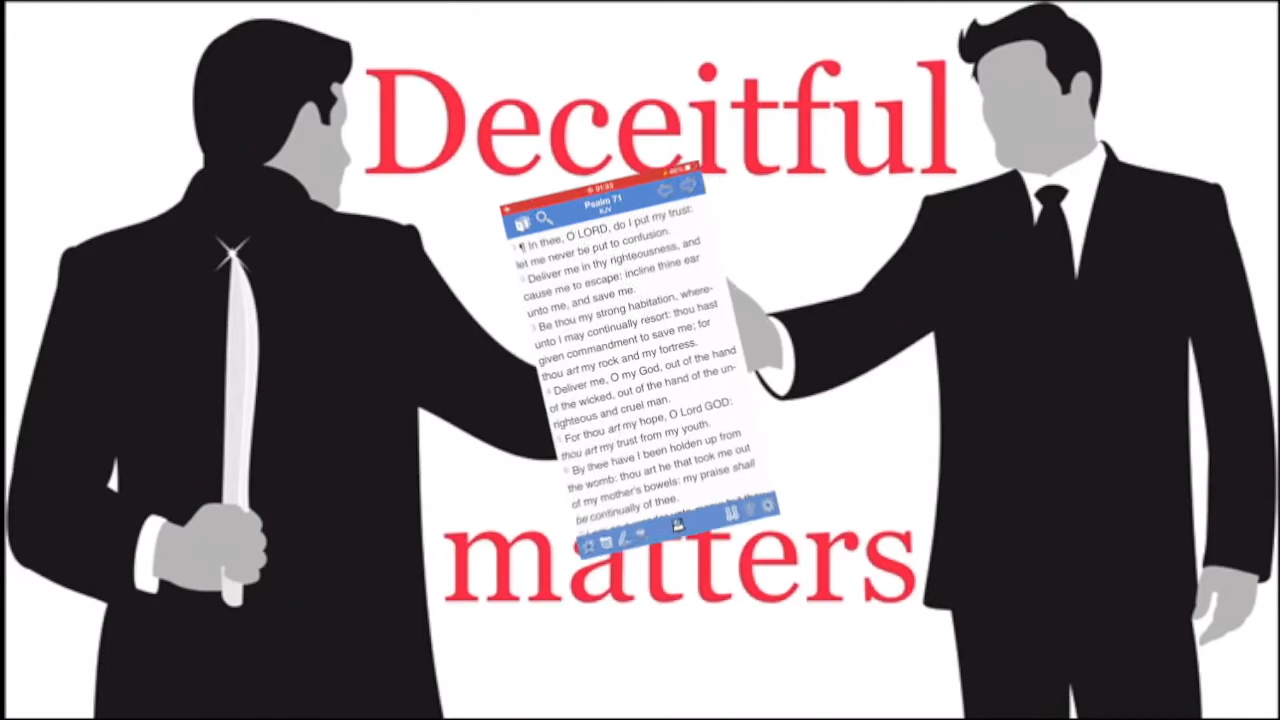 Deceitful
01:33
Psalm 71
KJV
¶ In thee, O LORD, do I put my trust:
let me never be put to confusion.
Deliver me in thy righteousness, and
cause me to escape: incline thine ear
unto me, and save me.
Be thou my strong habitation, where-
unto I may continually resort: thou hast
given commandment to save me; for
thou art my rock and my fortress.
Deliver me, O my God, out of the hand
of the wicked, out of the hand of the un-
righteous and cruel man.
For thou art my hope, O Lord GOD:
thou art my trust from my youth.
By thee have I been holden up from
the womb: thou art he that took me out
of my mother's bowels: my praise shall
be continually of thee.
matters